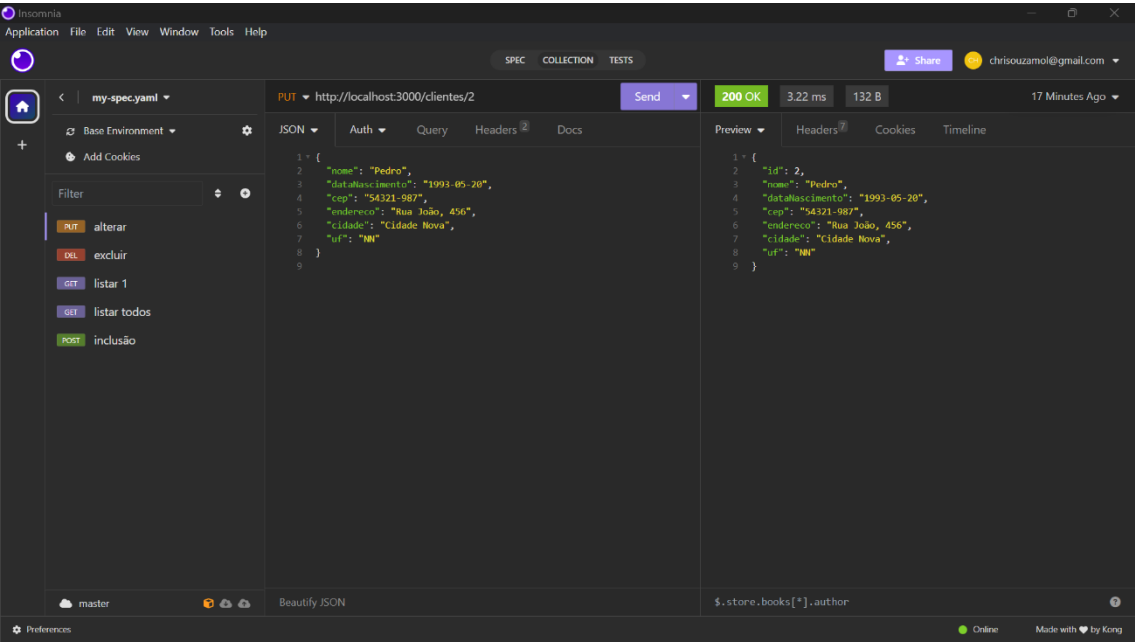 Insomnia
Application File Edit View Window Tools Help
SPEC COLLECTION TESTS
Share
CH
chrisouzamol@gmail.com
my-spec.yaml
Base Environment
Add Cookies
Filter
PUT alterar
DEL excluir
GET listar 1
GET listar todos
POST inclusão
master
PUT http://localhost:3000/clientes/2
Send
JSON Auth Query Headers 2 Docs
1 {
2 "nome": "Pedro",
3 "dataNascimento": "1993-05-20",
4 "cep": "54321-987",
5 "endereco": "Rua João, 456",
6 "cidade": "Cidade Nova",
7 "uf": "NN"
8 }
9
Beautify JSON
200 OK 3.22 ms 132 B 17 Minutes Ago
Preview Headers 7 Cookies Timeline
1 {
2 "id": 2,
3 "nome": "Pedro",
4 "dataNascimento": "1993-05-20",
5 "cep": "54321-987",
6 "endereco": "Rua João, 456",
7 "cidade": "Cidade Nova",
8 "uf": "NN"
9 }
$.store.books[*].author
Preferences
Online Made with ♥ by Kong